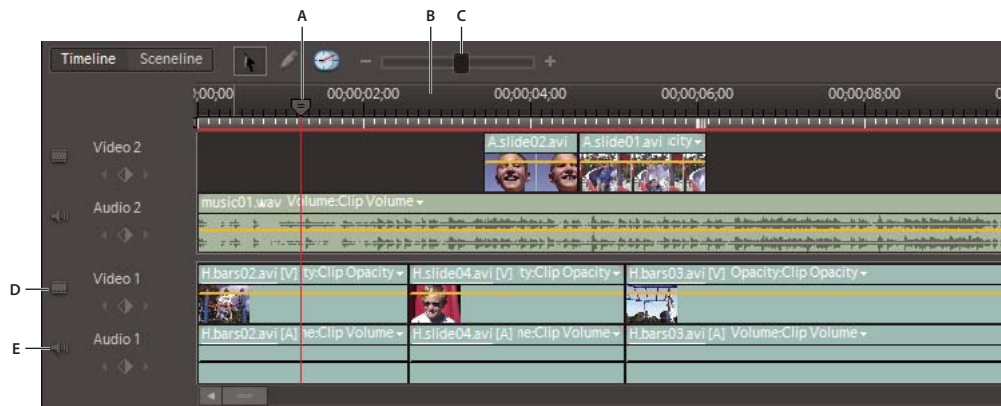 A B C
Timeline Sceneline
;00;00 00;00;02;00 00;00;04;00 00;00;06;00 00;00;08;00 0
Video 2 A.slide02.avi A.slide01.avi icity
Audio 2 music01.wav Volume:Clip Volume
D Video 1 H.bars02.avi [V] ty:Clip Opacity H.slide04.avi [V] ty:Clip Opacity H.bars03.avi [V] Opacity:Clip Opacity
E Audio 1 H.bars02.avi [A] ne:Clip Volume H.slide04.avi [A] ne:Clip Volume H.bars03.avi [A] Volume:Clip Volume